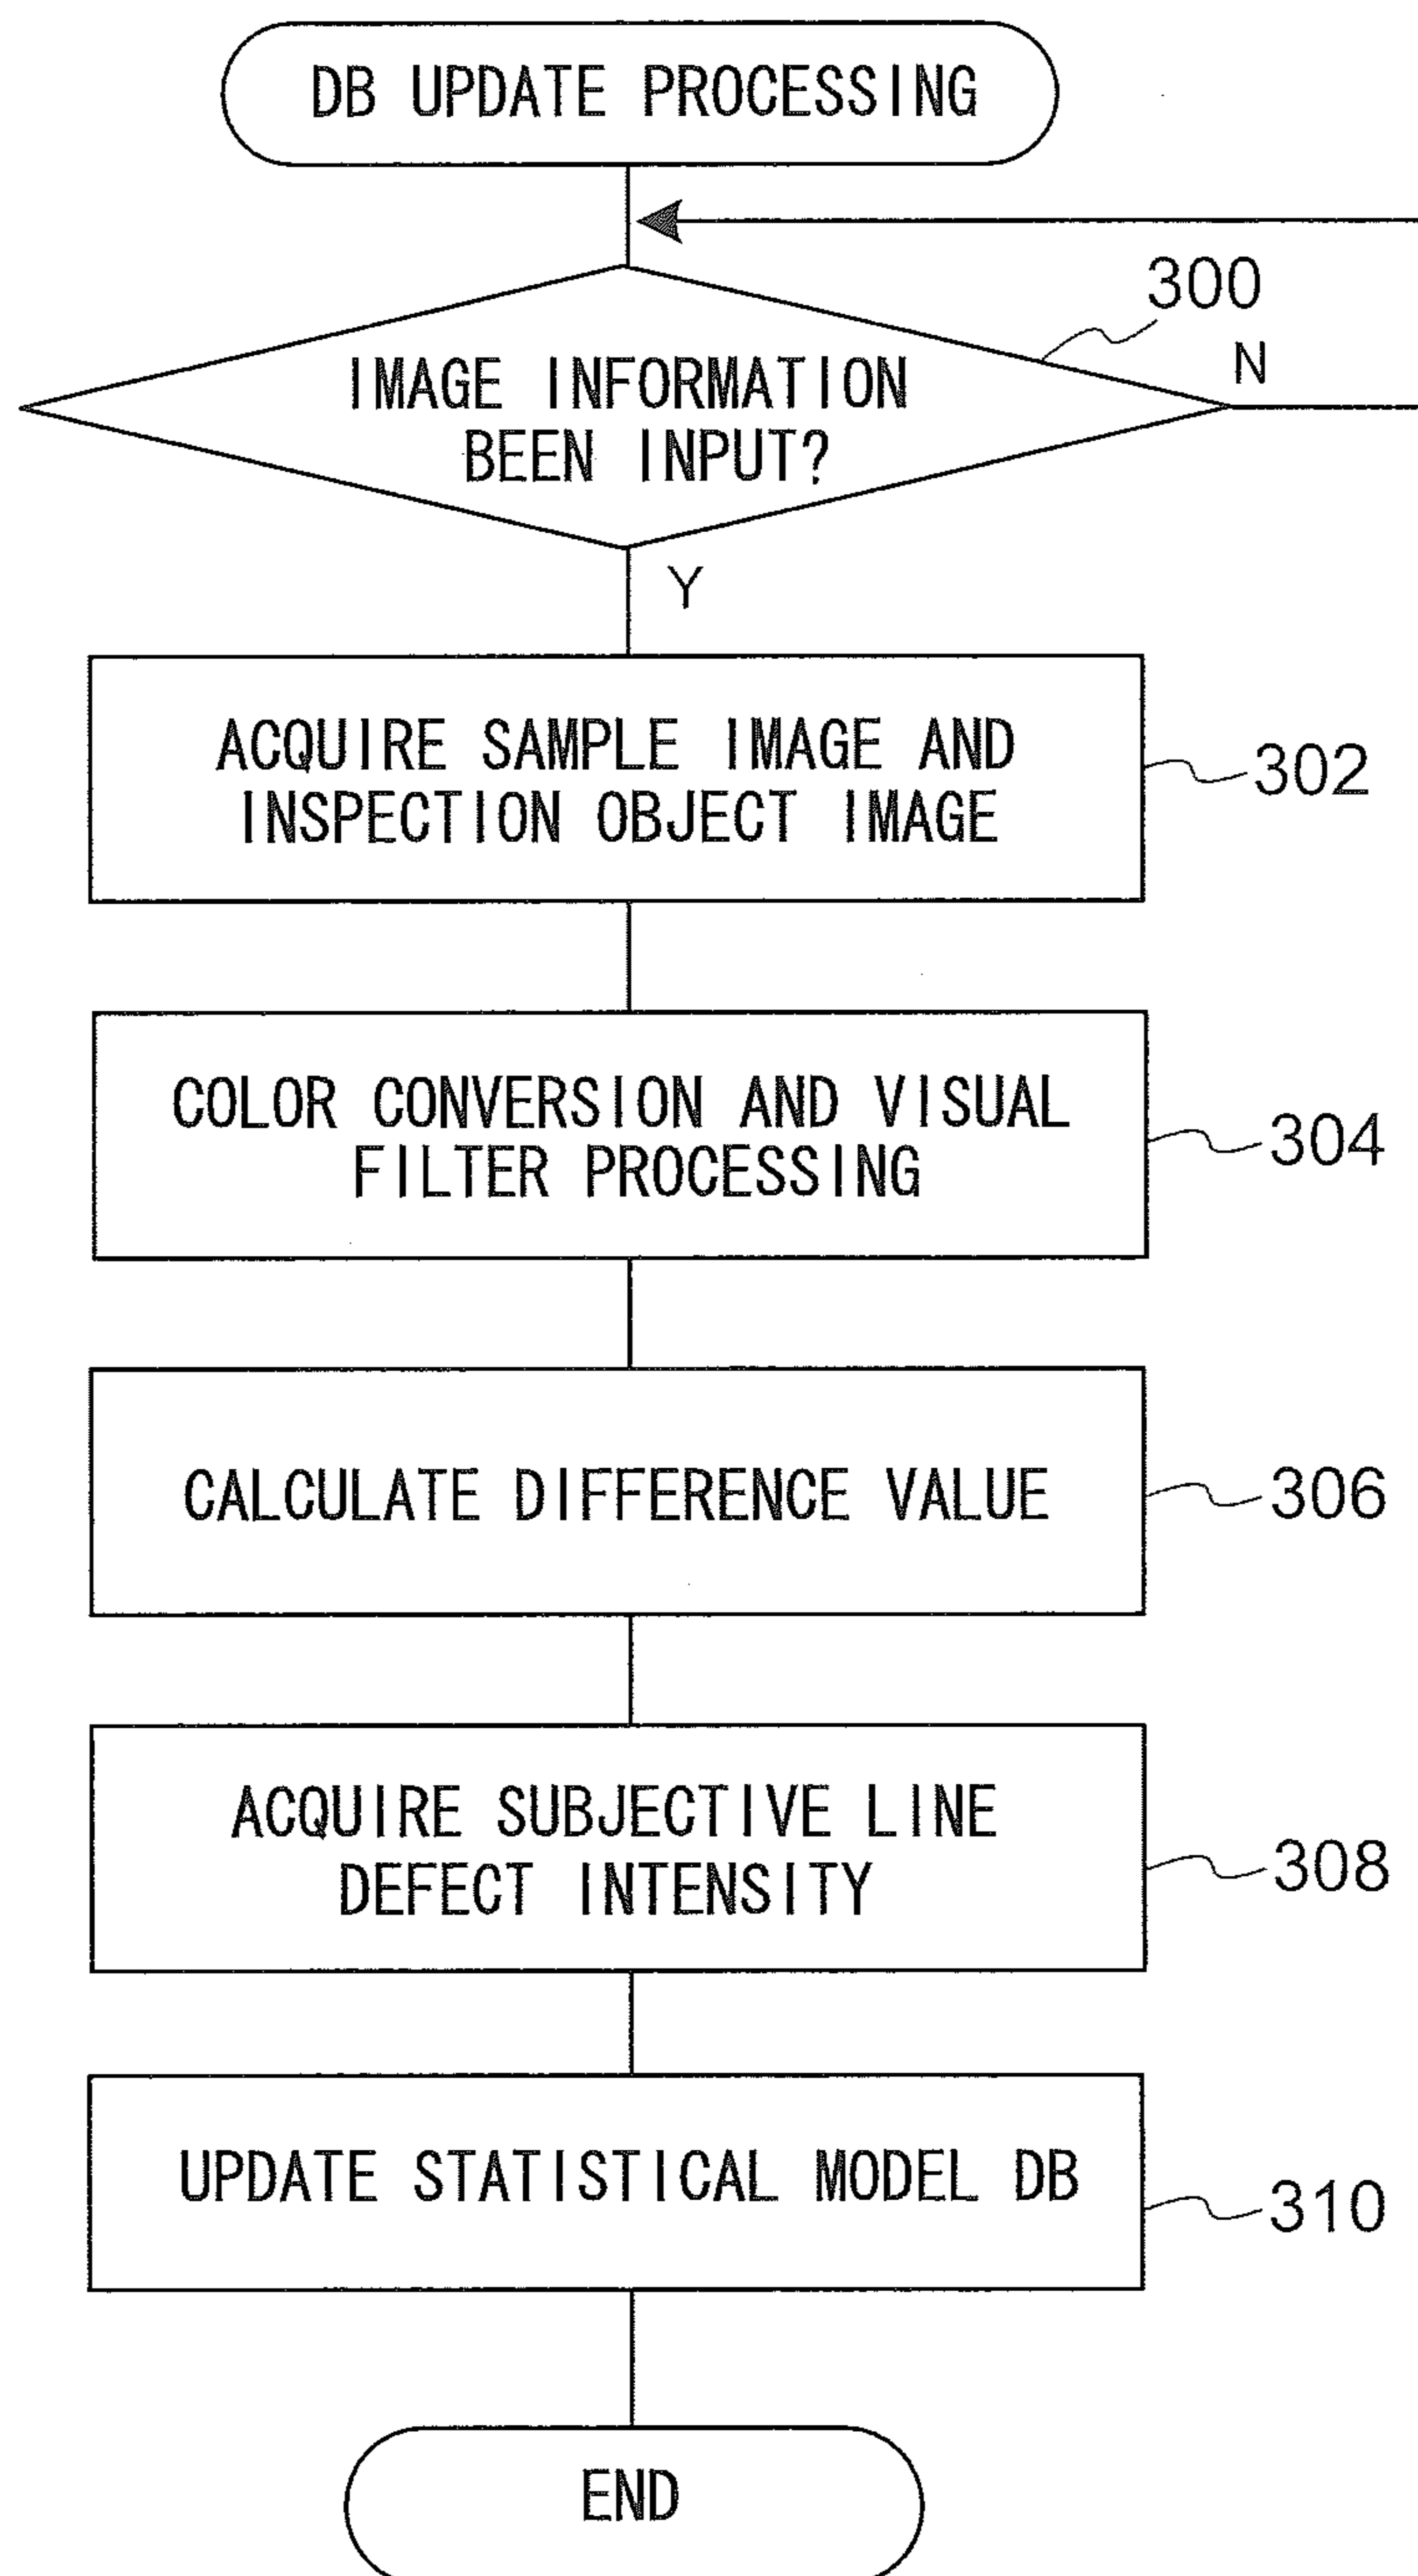 DB UPDATE PROCESSING
300
N
IMAGE INFORMATION
BEEN INPUT?
Y
ACQUIRE SAMPLE IMAGE AND
INSPECTION OBJECT IMAGE
302
COLOR CONVERSION AND VISUAL
FILTER PROCESSING
304
CALCULATE DIFFERENCE VALUE
306
ACQUIRE SUBJECTIVE LINE
DEFECT INTENSITY
308
UPDATE STATISTICAL MODEL DB
310
END